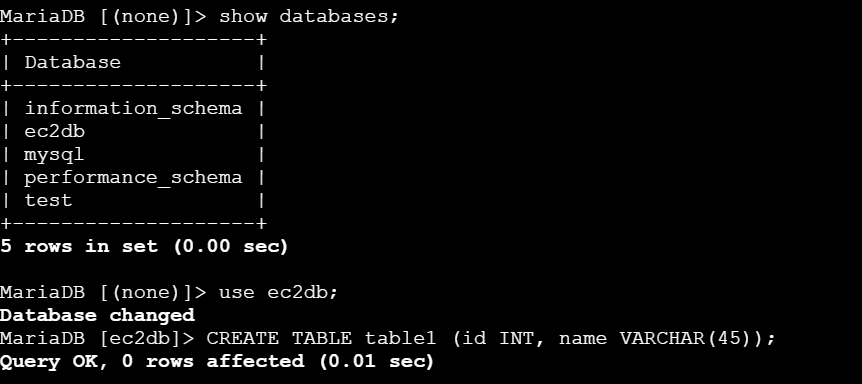 MariaDB [(none)]> show databases;
+--------------------+
| Database           |
+--------------------+
| information_schema |
| ec2db              |
| mysql              |
| performance_schema |
| test               |
+--------------------+
5 rows in set (0.00 sec)
MariaDB [(none)]> use ec2db;
Database changed
MariaDB [ec2db]> CREATE TABLE table1 (id INT, name VARCHAR(45));
Query OK, 0 rows affected (0.01 sec)